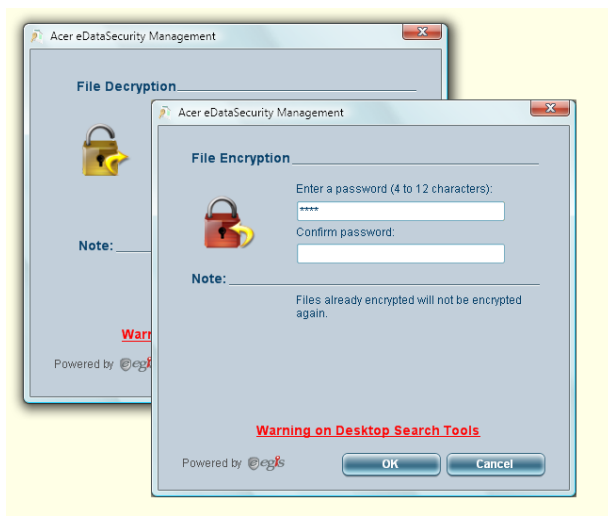 Acer eDataSecurity Management
File Decryption
Note:
Powered by egis
Acer eDataSecurity Management
File Encryption
Enter a password (4 to 12 characters):
****
Confirm password:
Note:
Files already encrypted will not be encrypted
again.
Warning on Desktop Search Tools
Powered by egis
OK
Cancel